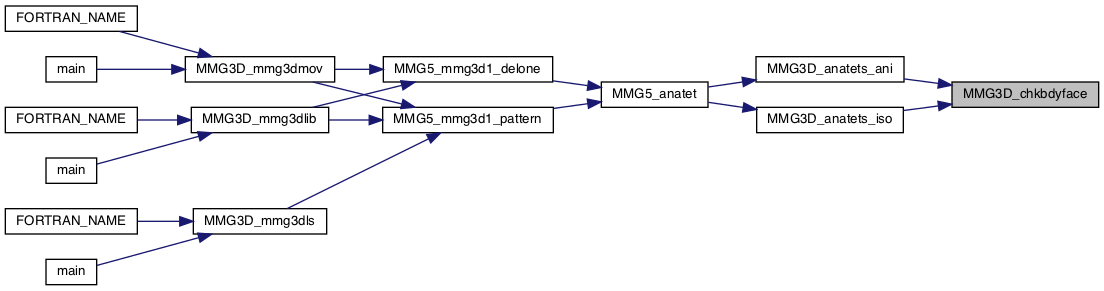 FORTRAN_NAME
main
MMG3D_mmg3dmov
MMG5_mmg3d1_delone
MMG3D_anatets_ani
MMG5_anatet
MMG3D_chkbdyface
FORTRAN_NAME
MMG3D_mmg3dlib
MMG5_mmg3d1_pattern
MMG3D_anatets_iso
main
FORTRAN_NAME
MMG3D_mmg3dls
main